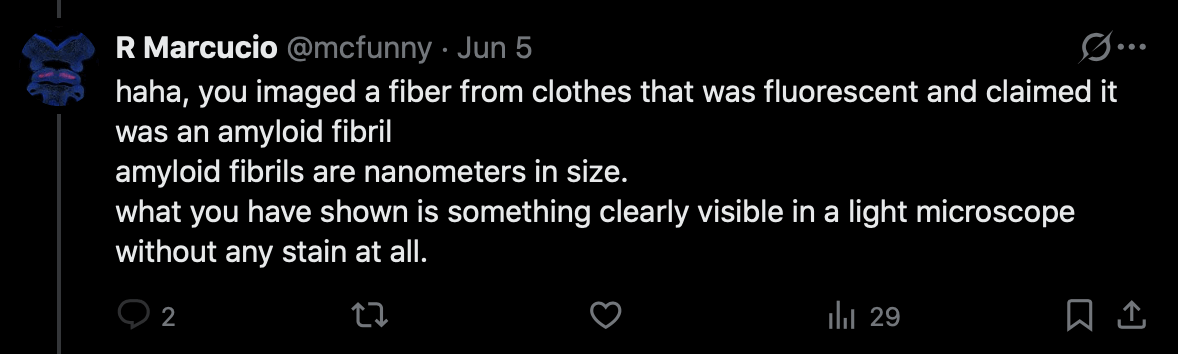 R Marcucio @mcfunny · Jun 5
haha, you imaged a fiber from clothes that was fluorescent and claimed it
was an amyloid fibril
amyloid fibrils are nanometers in size.
what you have shown is something clearly visible in a light microscope
without any stain at all.
2 29